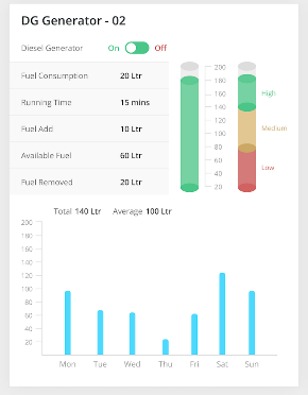 DG Generator - 02
Diesel Generator On Off
Fuel Consumption 20 Ltr
Running Time 15 mins
Fuel Add 10 Ltr
Available Fuel 60 Ltr
Fuel Removed 20 Ltr
200
180
160
140
120
100
80
60
40
20
High
Medium
Low
Total 140 Ltr Average 100 Ltr
200
180
160
140
120
100
80
60
40
20
Mon Tue Wed Thu Fri Sat Sun